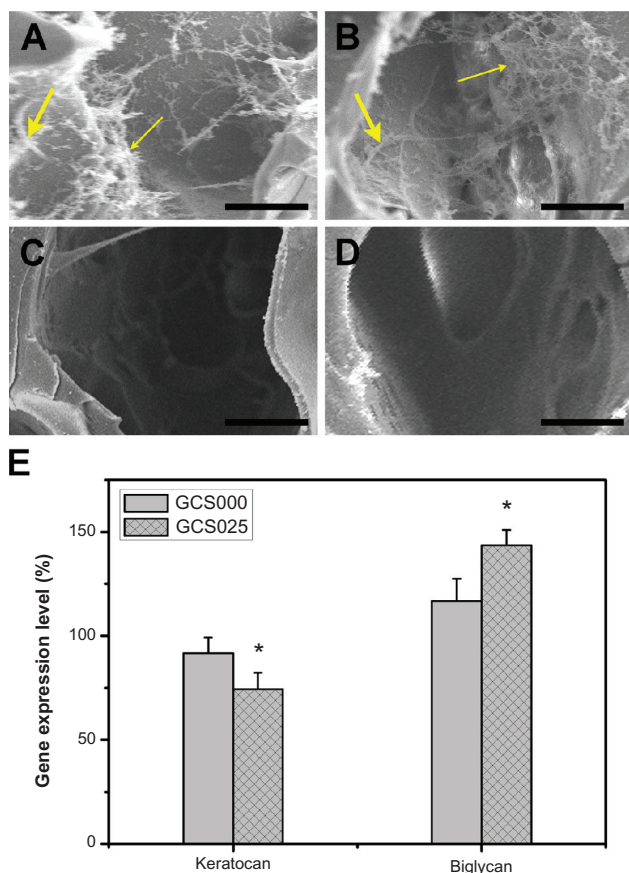 A
B
C
D
E
GCS000
GCS025
Gene expression level (%)
150
*
100
*
50
0
Keratocan
Biglycan